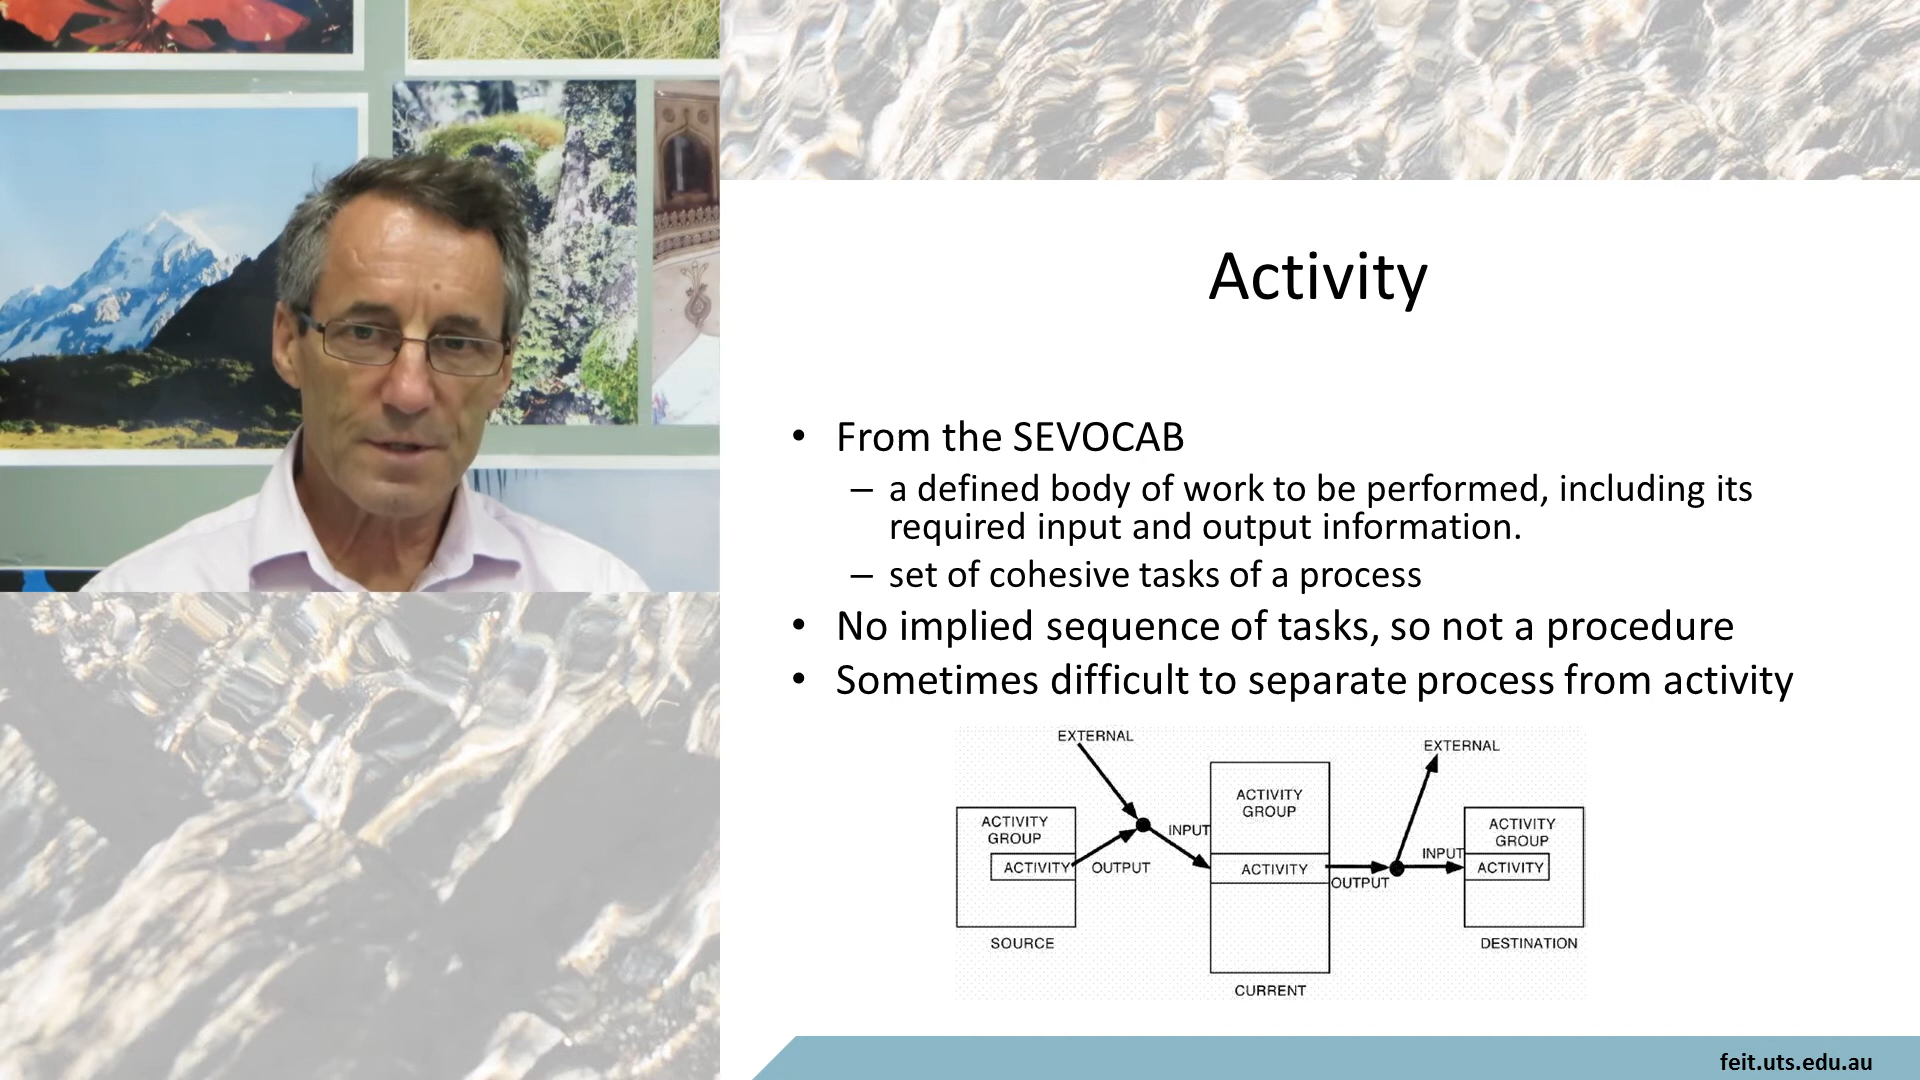 Activity
• From the SEVOCAB
– a defined body of work to be performed, including its
required input and output information.
– set of cohesive tasks of a process
• No implied sequence of tasks, so not a procedure
• Sometimes difficult to separate process from activity
EXTERNAL
EXTERNAL
ACTIVITY
GROUP
ACTIVITY
OUTPUT
SOURCE
INPUT
ACTIVITY
GROUP
ACTIVITY
OUTPUT
CURRENT
INPUT
ACTIVITY
GROUP
ACTIVITY
DESTINATION
feit.uts.edu.au